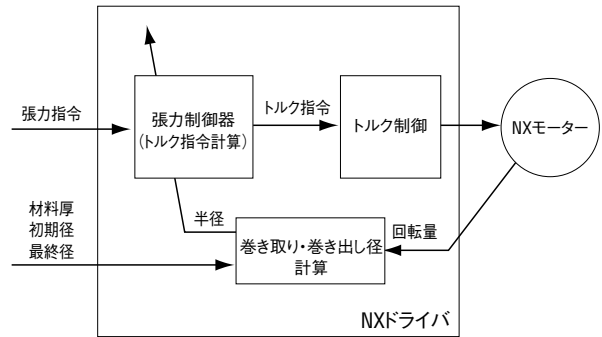 張力指令
張力制御器
(トルク指令計算)
トルク指令
トルク制御
NXモーター
材料厚
初期径
最終径
半径
巻き取り・巻き出し径
計算
回転量
NXドライバ